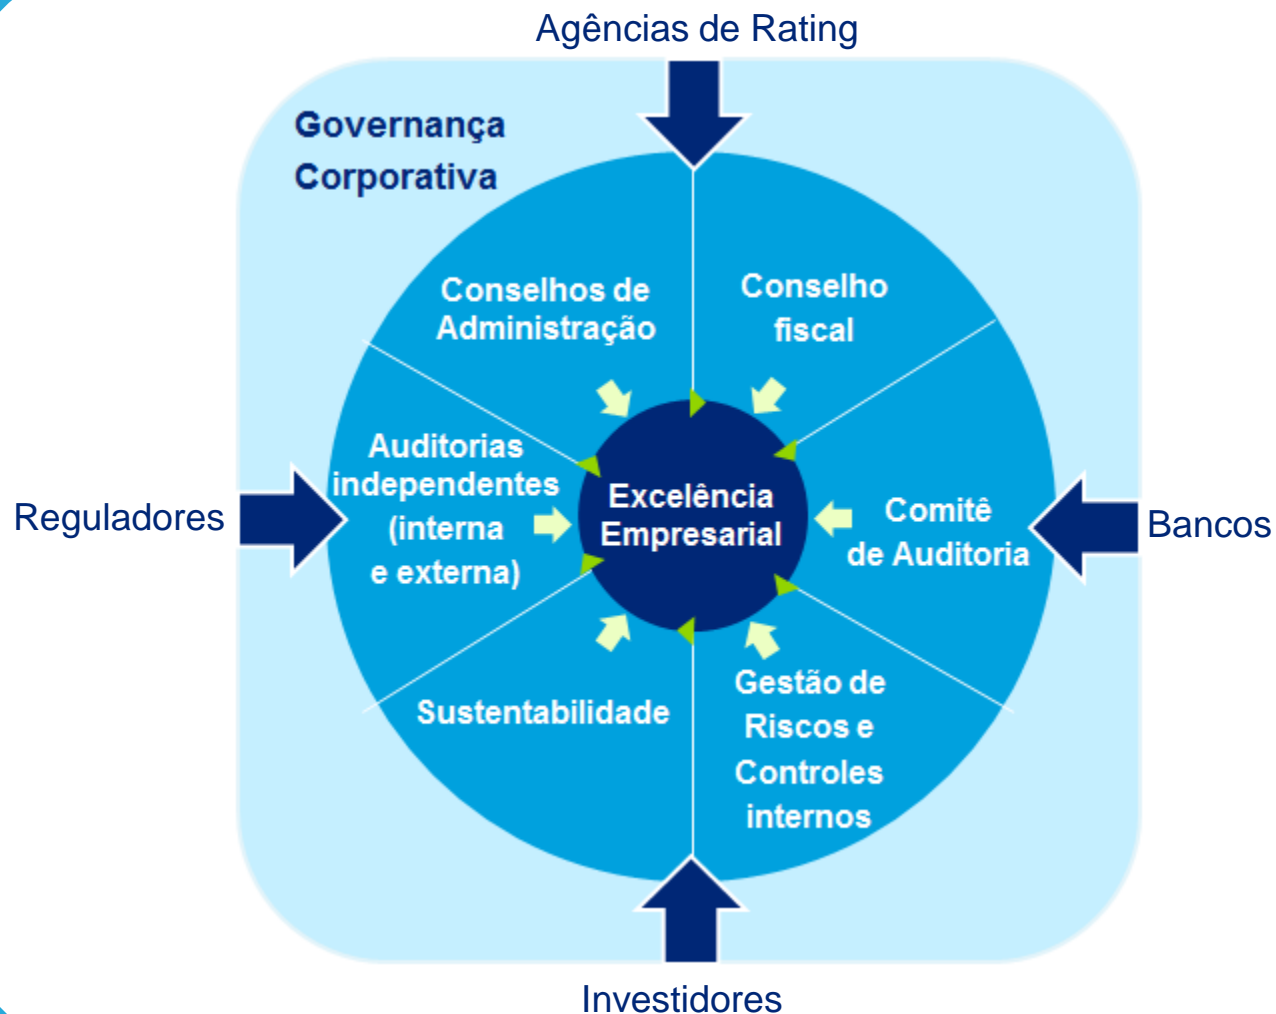 Agências de Rating
Governança
Corporativa
Conselhos de
Administração
Conselho
fiscal
Auditorias
independentes
(interna
e externa)
Excelência
Empresarial
Comitê
de Auditoria
Reguladores
Bancos
Sustentabilidade
Gestão de
Riscos e
Controles
internos
Investidores